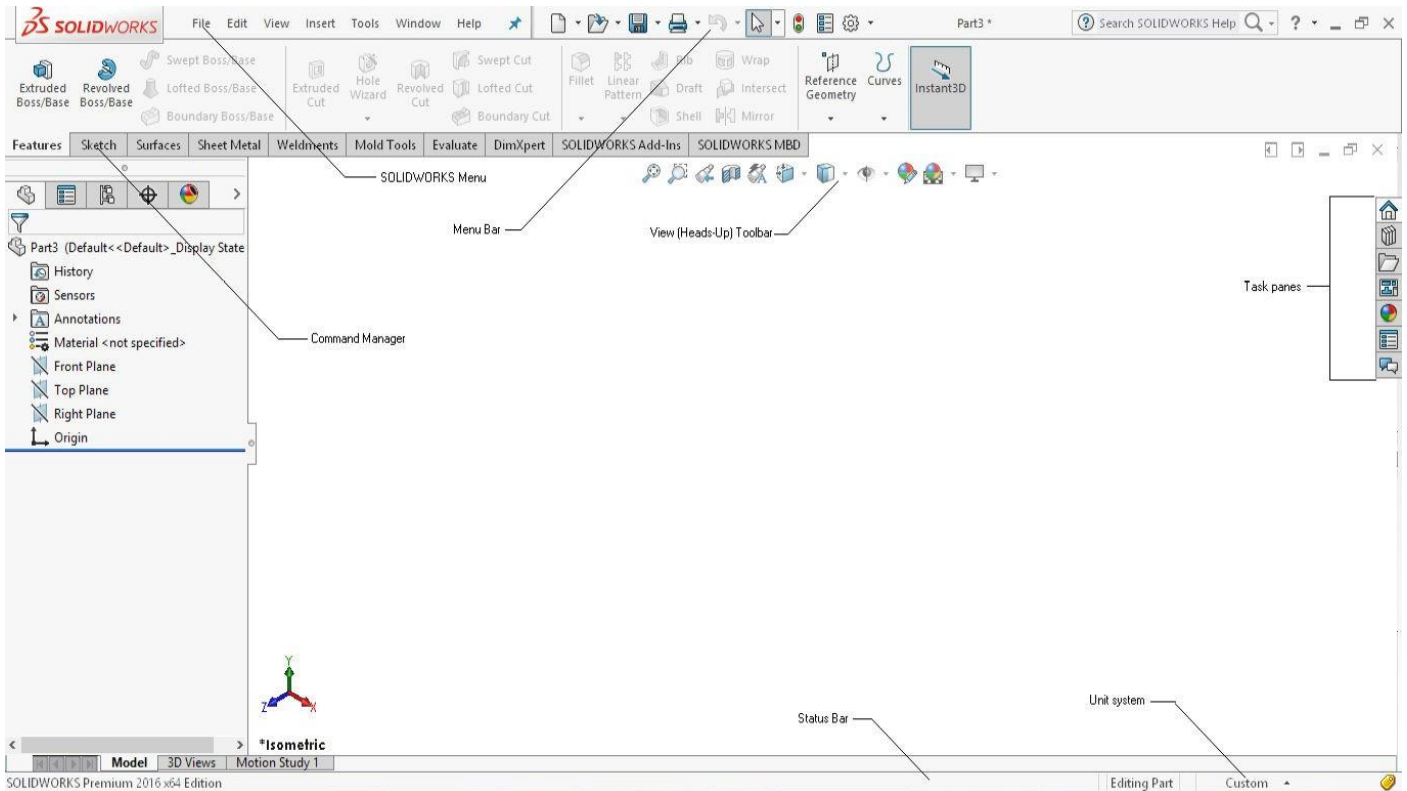 SOLIDWORKS File Edit View Insert Tools Window Help Part3 * Search SOLIDWORKS Help ?
Extruded Boss/Base
Revolved Boss/Base
Swept Boss/Base
Lofted Boss/Base
Boundary Boss/Base
Extruded Cut
Hole Wizard
Revolved Cut
Swept Cut
Lofted Cut
Boundary Cut
Fillet
Linear Pattern
Rib
Draft
Shell
Wrap
Intersect
Mirror
Reference Geometry
Curves
Instant3D
Features Sketch Surfaces Sheet Metal Weldments Mold Tools Evaluate DimXpert SOLIDWORKS Add-Ins SOLIDWORKS MBD
SOLIDWORKS Menu
Menu Bar
View (Heads-Up) Toolbar
Part3 (Default<<Default>_Display State
History
Sensors
Annotations
Material <not specified>
Front Plane
Top Plane
Right Plane
Origin
Command Manager
Task panes
Y
Z
X
*Isometric
Unit system
Status Bar
Model 3D Views Motion Study 1
SOLIDWORKS Premium 2016 x64 Edition Editing Part Custom